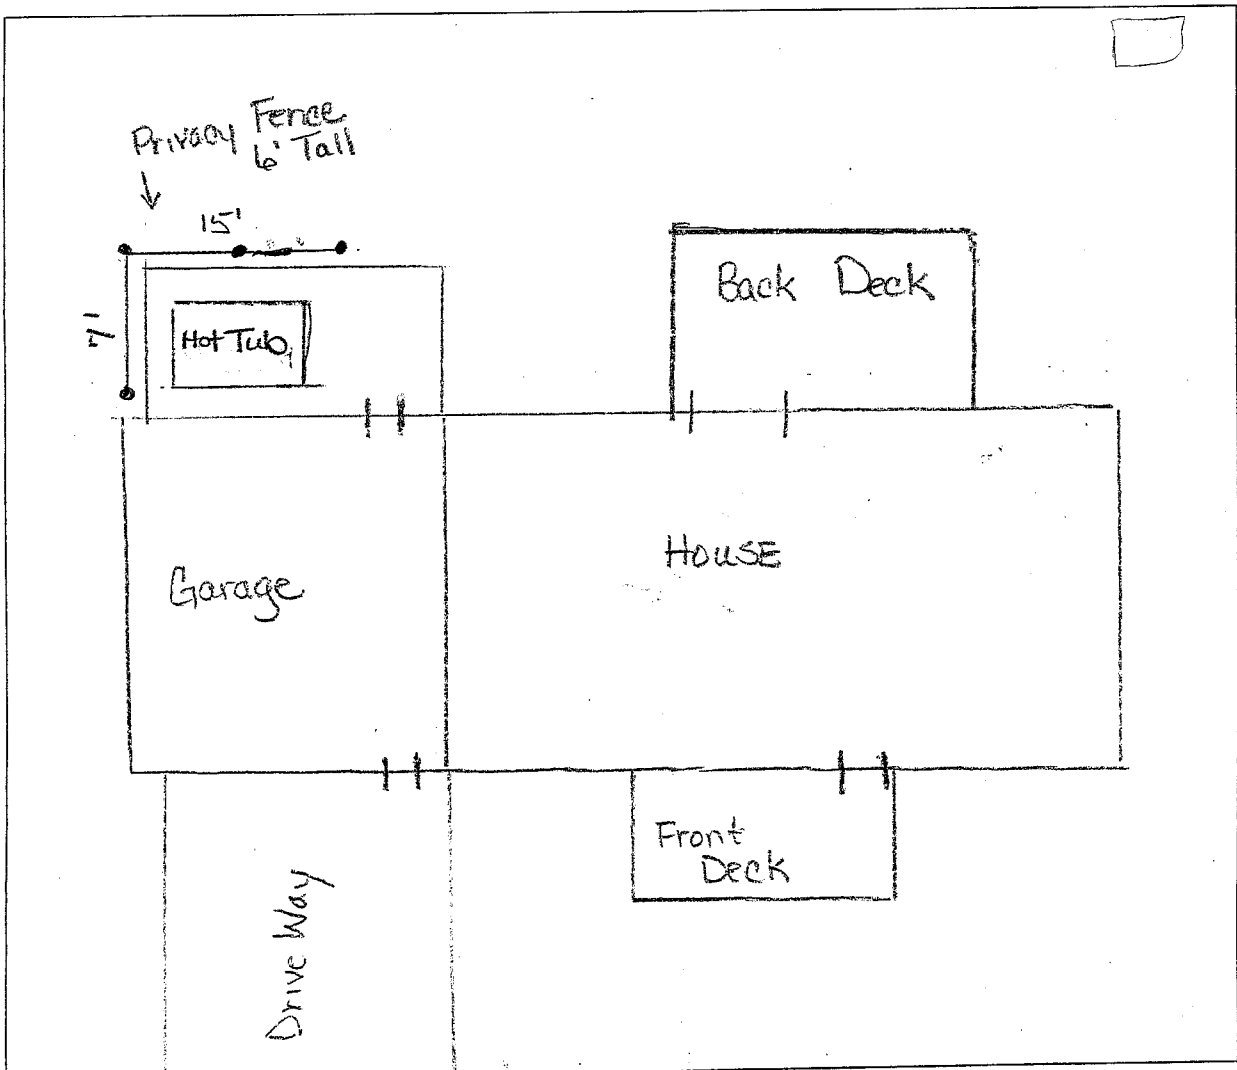 Privacy Fence
6' Tall
15'
7'
Hot Tub
Back Deck
Garage
HOUSE
Front
Deck
Drive Way